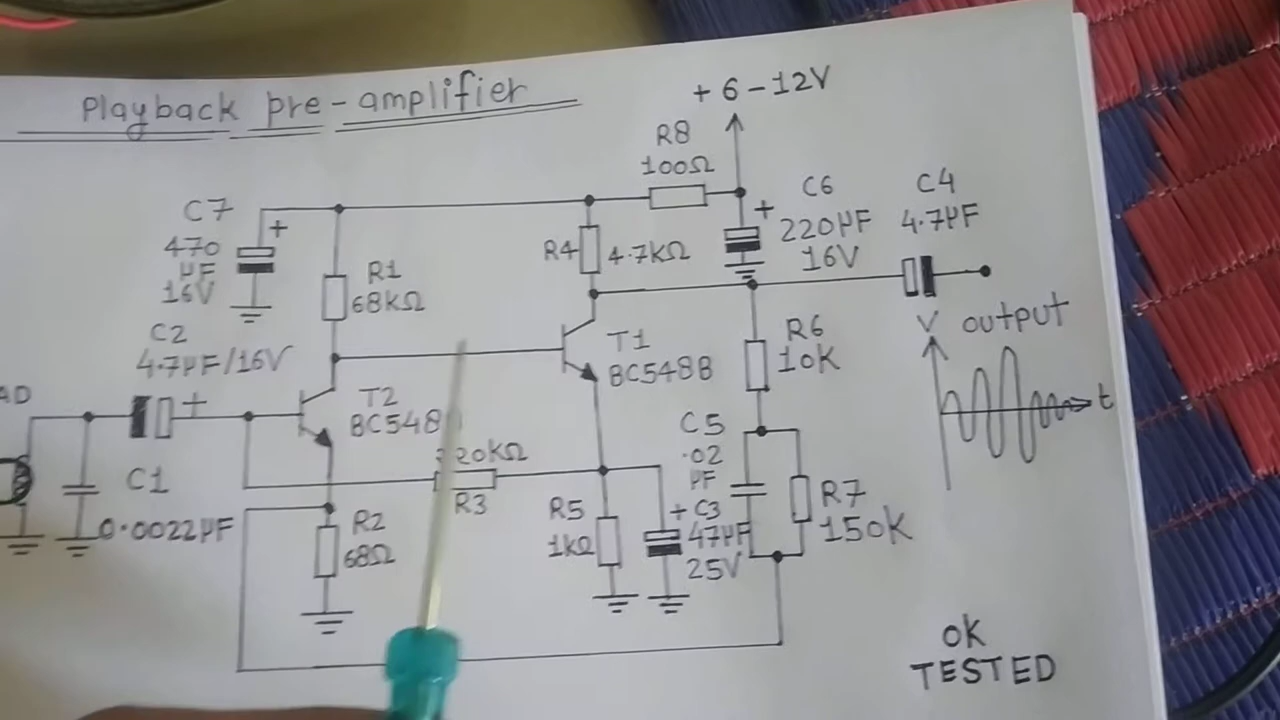 Playback pre-amplifier
+ 6 - 12V
R8
100Ω
C7
+
470
μF
16V
R1
68kΩ
R4
4.7kΩ
+
C6
220μF
16V
C4
4.7μF
C2
4.7μF/16V
+
T2
BC548
T1
BC548B
R6
10K
V
output
t
AD
C1
0.0022μF
20kΩ
R3
R2
68Ω
R5
1kΩ
C5
.02
μF
+
C3
47μF
25V
R7
150K
OK
TESTED